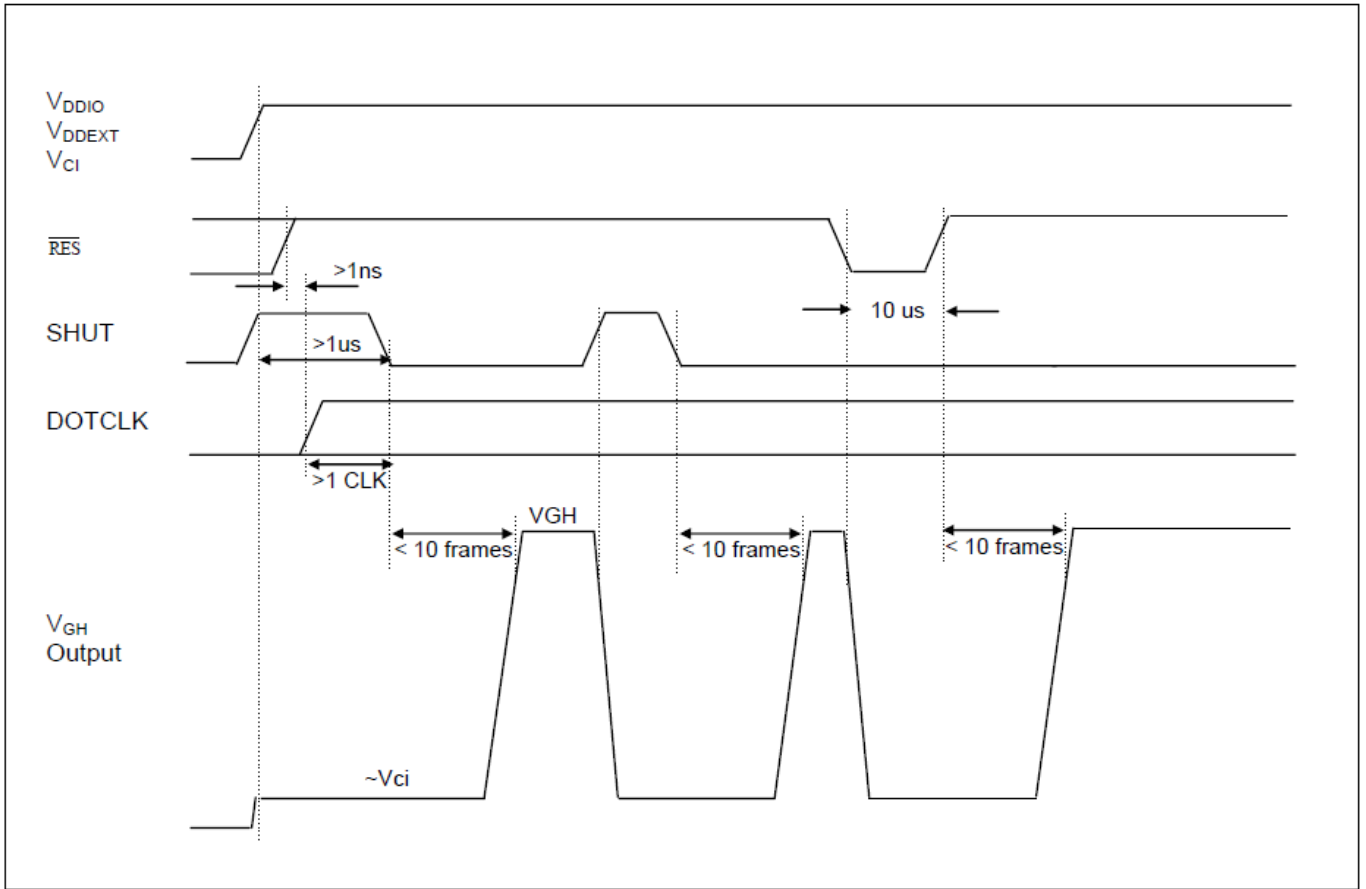 VDDIO
VDDEXT
VCI
RES
>1ns
10 us
SHUT
>1us
DOTCLK
>1 CLK
VGH
< 10 frames
< 10 frames
< 10 frames
VGH
Output
~Vci